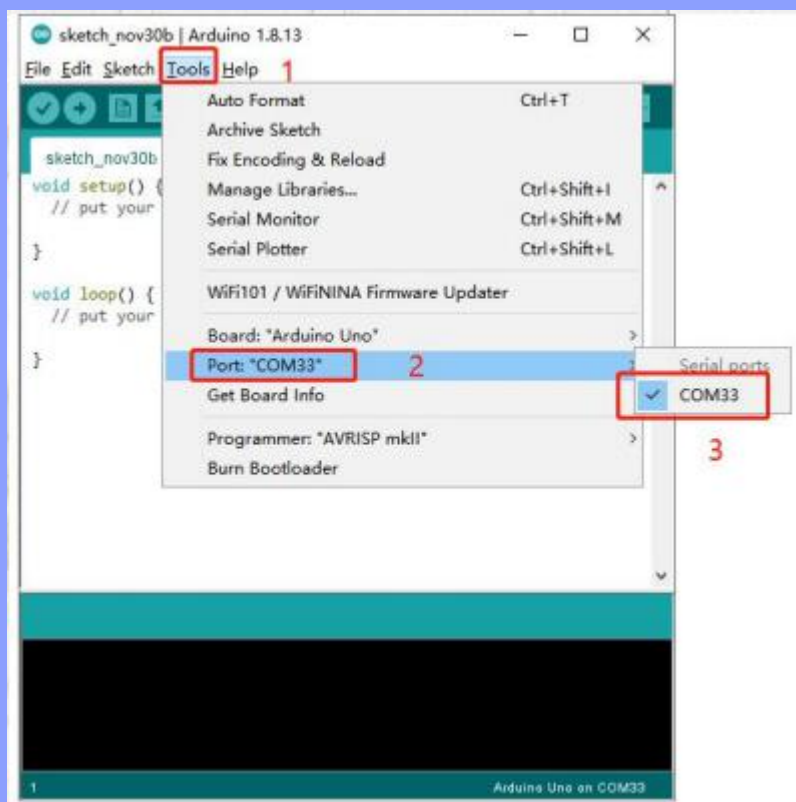 sketch_nov30b | Arduino 1.8.13
File Edit Sketch Tools Help 1
Auto Format Ctrl+T
Archive Sketch
sketch_nov30b Fix Encoding & Reload
void setup() { Manage Libraries... Ctrl+Shift+I
// put your Serial Monitor Ctrl+Shift+M
} Serial Plotter Ctrl+Shift+L
void loop() { WiFi101 / WiFiNINA Firmware Updater
// put your
Board: "Arduino Uno" >
} Port: "COM33" 2 > Serial ports
Get Board Info ✓ COM33
Programmer: "AVRISP mkII" > 3
Burn Bootloader
1 Arduino Uno on COM33